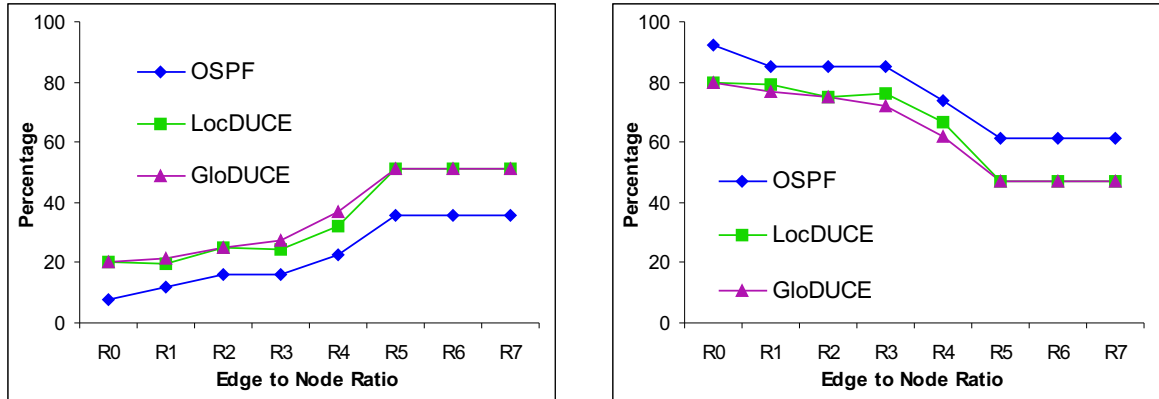 100
80
60
40
20
0
Percentage
OSPF
LocDUCE
GloDUCE
R0 R1 R2 R3 R4 R5 R6 R7
Edge to Node Ratio
100
80
60
40
20
0
Percentage
OSPF
LocDUCE
GloDUCE
R0 R1 R2 R3 R4 R5 R6 R7
Edge to Node Ratio